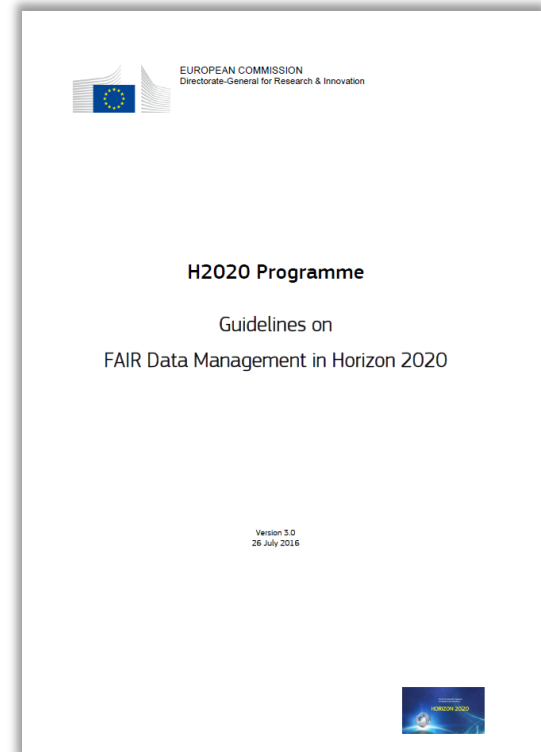 EUROPEAN COMMISSION
Directorate-General for Research & Innovation
H2020 Programme
Guidelines on
FAIR Data Management in Horizon 2020
Version 3.0
26 July 2016
HORIZON 2020